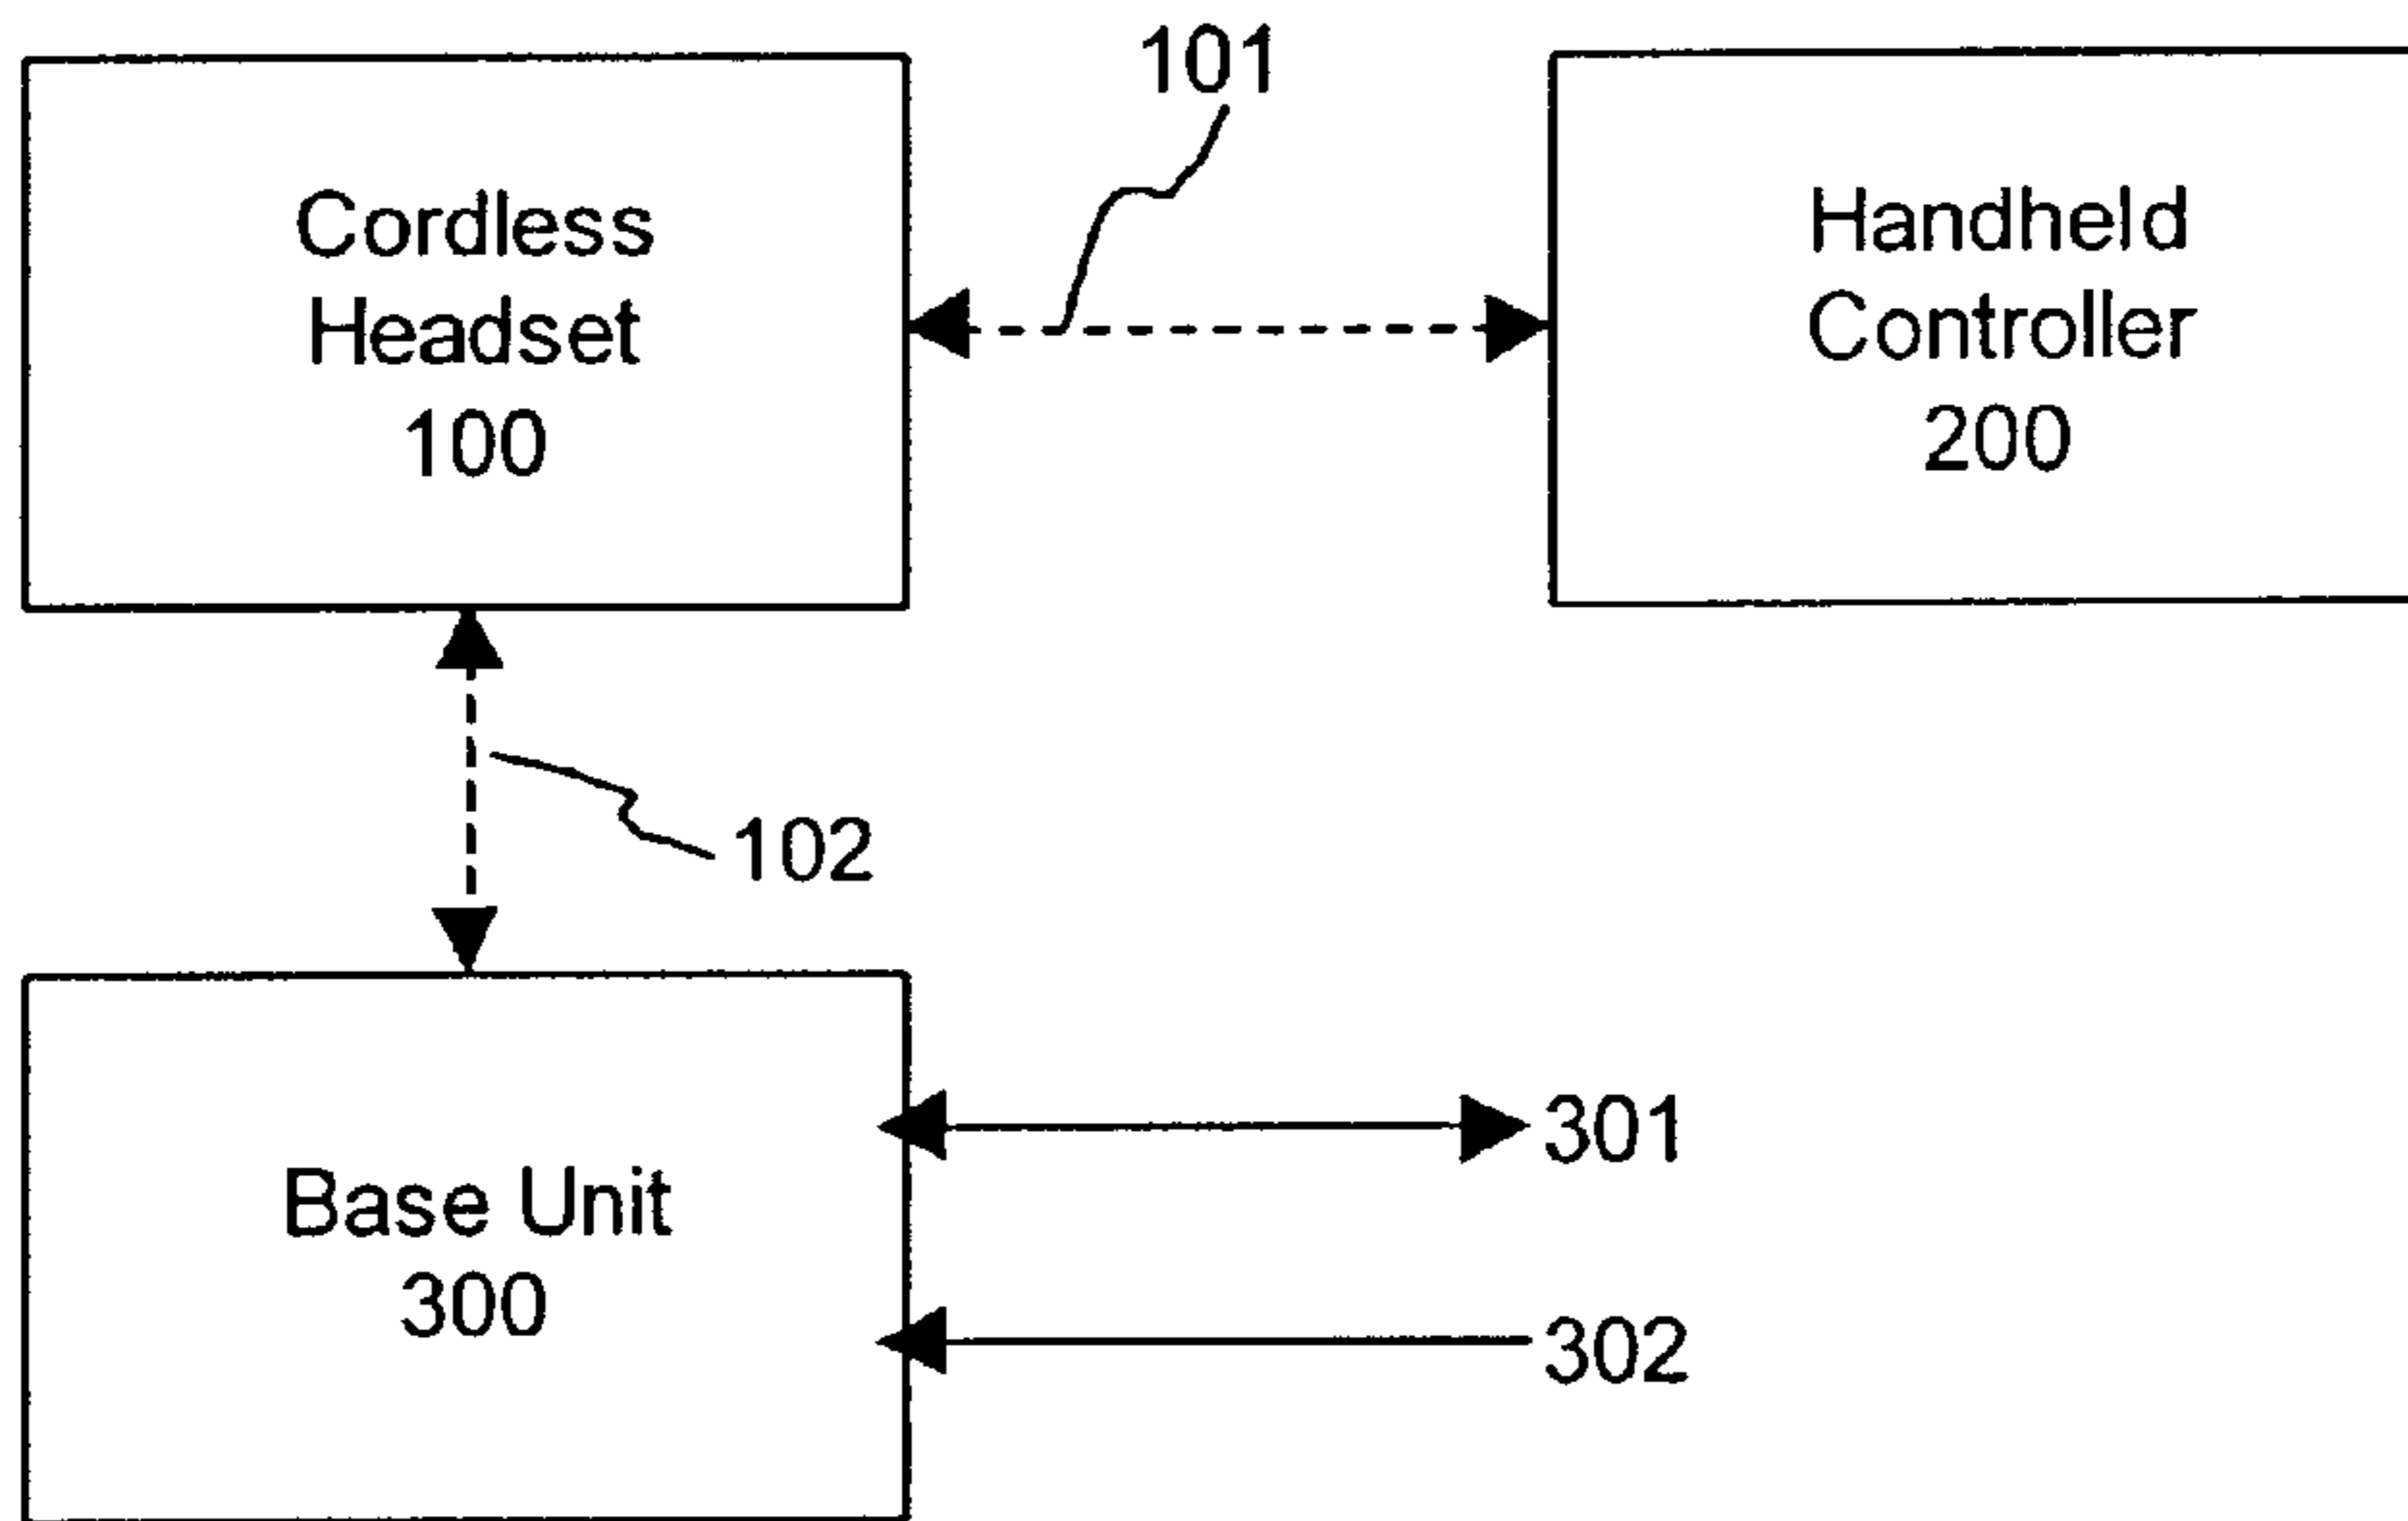 101
Cordless
Headset
100
Handheld
Controller
200
102
Base Unit
300
301
302